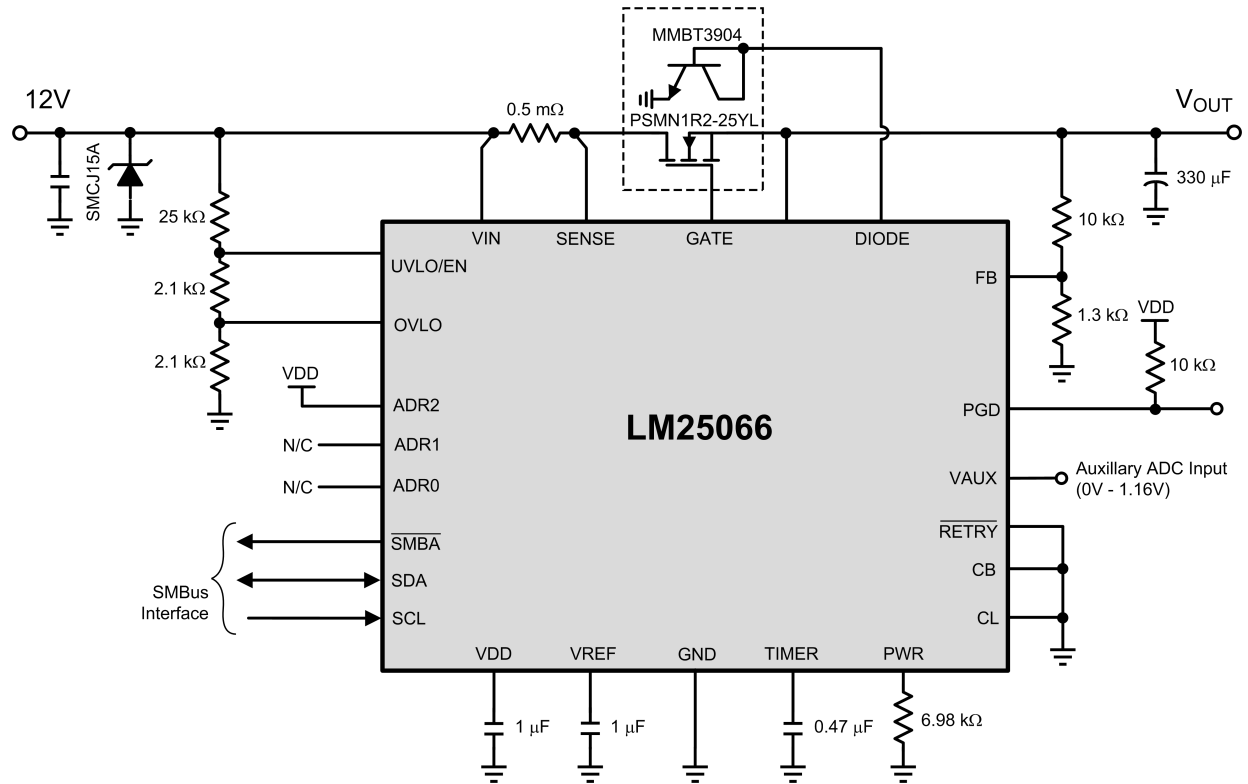 MMBT3904
12V
0.5 mΩ
PSMN1R2-25YL
VOUT
SMCJ15A
330 μF
25 kΩ
10 kΩ
VIN
SENSE
GATE
DIODE
UVLO/EN
FB
2.1 kΩ
1.3 kΩ
VDD
OVLO
2.1 kΩ
10 kΩ
VDD
ADR2
PGD
LM25066
N/C
ADR1
VAUX
Auxillary ADC Input
(0V - 1.16V)
N/C
ADR0
RETRY
SMBA
CB
SDA
SMBus
Interface
SCL
CL
VDD
VREF
GND
TIMER
PWR
1 μF
1 μF
0.47 μF
6.98 kΩ